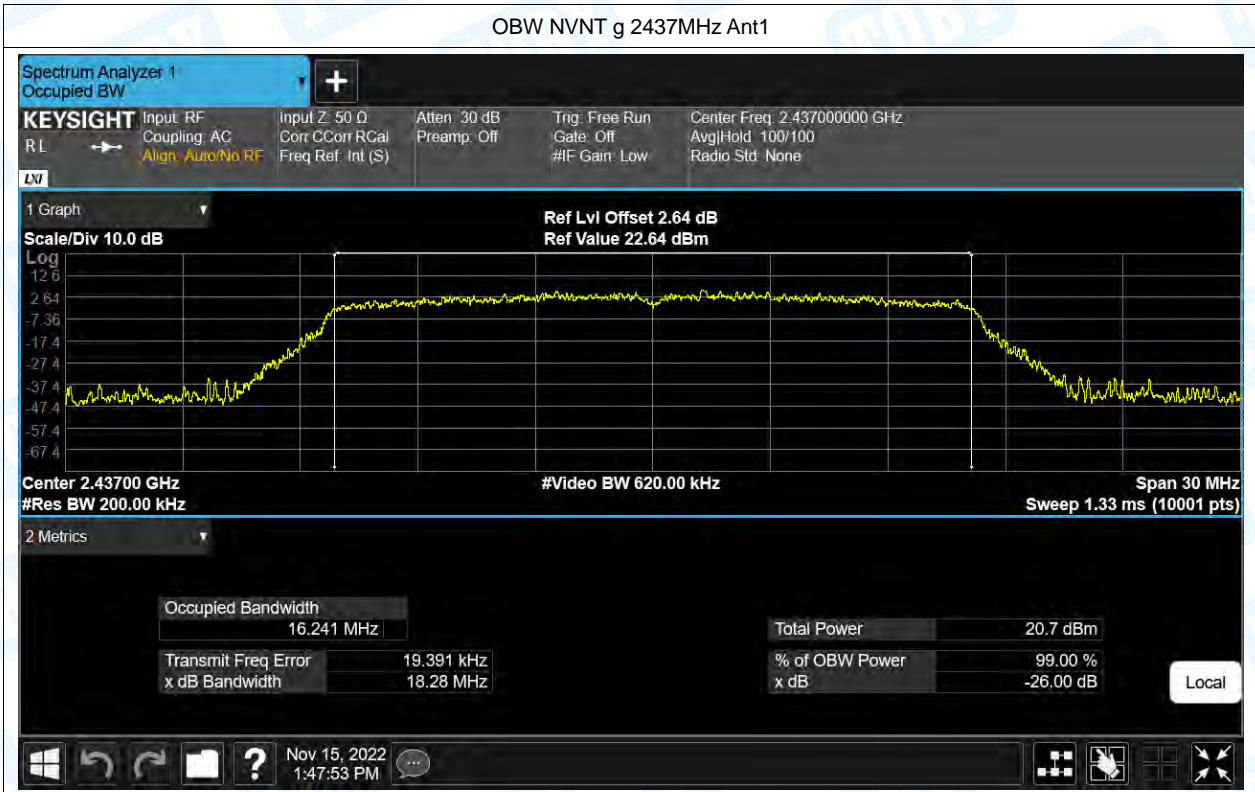 OBW NVNT g 2437MHz Ant1
Spectrum Analyzer 1
Occupied BW
KEYSIGHT
R L
LXI
Input: RF
Coupling: AC
Align: Auto/No RF
Input Z: 50 Ω
Corr CCorr RCal
Freq Ref: Int (S)
Atten: 30 dB
Preamp: Off
Trig: Free Run
Gate: Off
#IF Gain: Low
Center Freq: 2.437000000 GHz
Avg|Hold: 100/100
Radio Std: None
1 Graph
Scale/Div 10.0 dB
Ref Lvl Offset 2.64 dB
Ref Value 22.64 dBm
Log
12.6
2.64
-7.36
-17.4
-27.4
-37.4
-47.4
-57.4
-67.4
Center 2.43700 GHz
#Video BW 620.00 kHz
Span 30 MHz
#Res BW 200.00 kHz
Sweep 1.33 ms (10001 pts)
2 Metrics
Occupied Bandwidth
16.241 MHz
Total Power 20.7 dBm
Transmit Freq Error 19.391 kHz
% of OBW Power 99.00 %
x dB Bandwidth 18.28 MHz
x dB -26.00 dB
Local
Nov 15, 2022
1:47:53 PM
TOBY